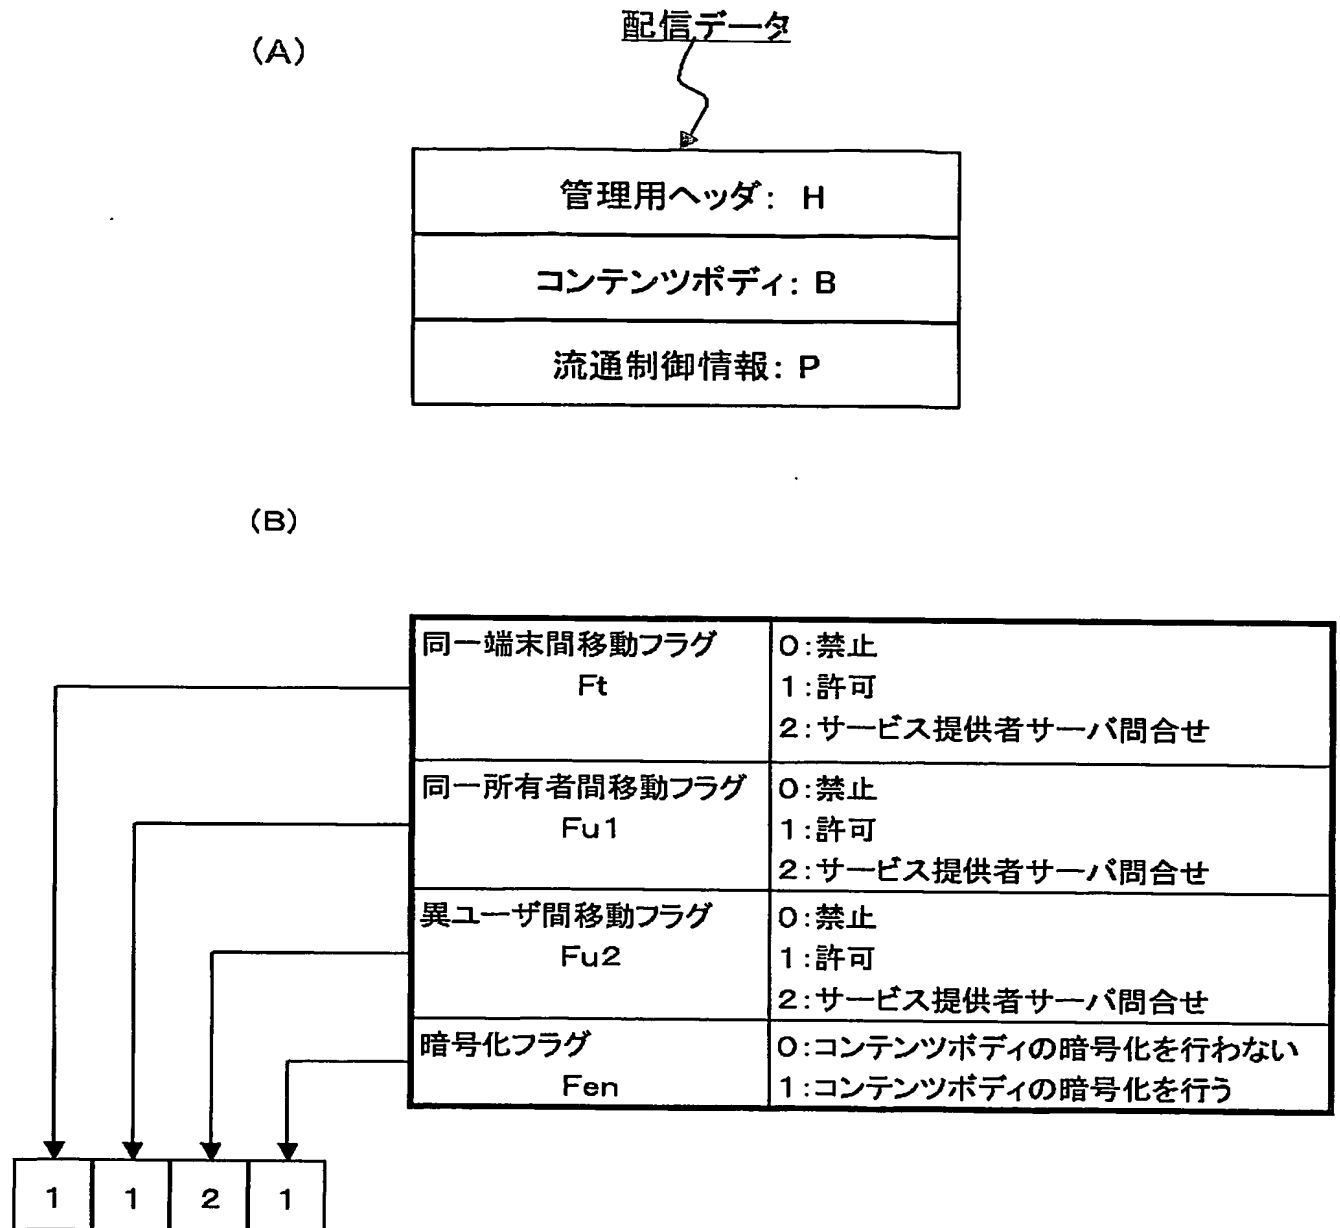 (A)
配信データ
管理用ヘッダ： H
コンテンツボディ： B
流通制御情報： P
(B)
同一端末間移動フラグ
Ft
0：禁止
1：許可
2：サービス提供者サーバ問合せ
同一所有者間移動フラグ
Fu1
0：禁止
1：許可
2：サービス提供者サーバ問合せ
異ユーザ間移動フラグ
Fu2
0：禁止
1：許可
2：サービス提供者サーバ問合せ
暗号化フラグ
Fen
0：コンテンツボディの暗号化を行わない
1：コンテンツボディの暗号化を行う
1 1 2 1